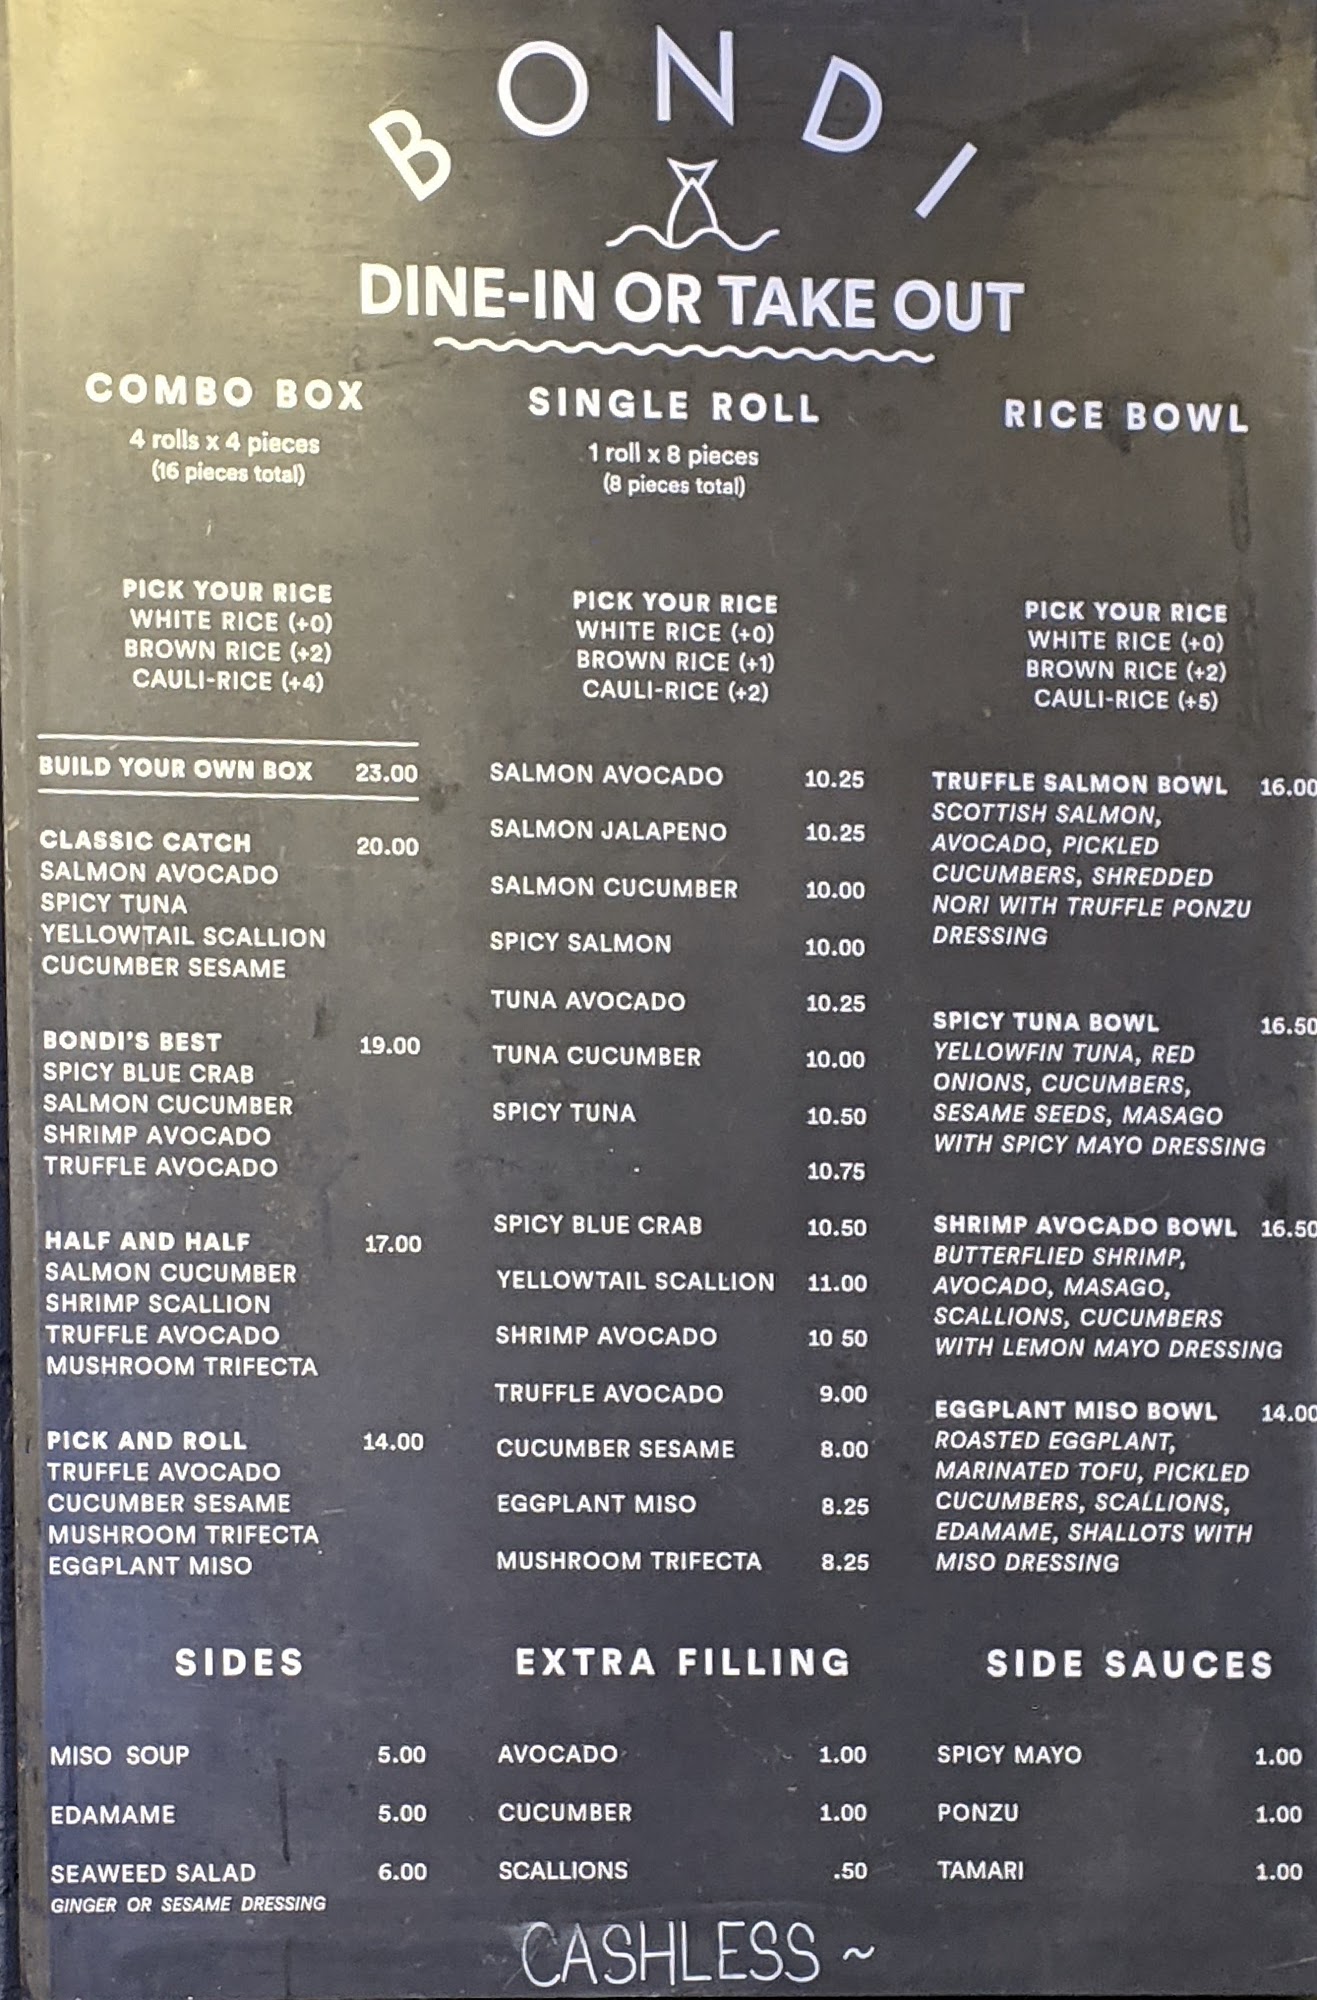 BONDI
DINE-IN OR TAKE OUT
COMBO BOX
4 rolls x 4 pieces
(16 pieces total)
PICK YOUR RICE
WHITE RICE (+0)
BROWN RICE (+2)
CAULI-RICE (+4)
BUILD YOUR OWN BOX 23.00
CLASSIC CATCH 20.00
SALMON AVOCADO
SPICY TUNA
YELLOWTAIL SCALLION
CUCUMBER SESAME
BONDI'S BEST 19.00
SPICY BLUE CRAB
SALMON CUCUMBER
SHRIMP AVOCADO
TRUFFLE AVOCADO
HALF AND HALF 17.00
SALMON CUCUMBER
SHRIMP SCALLION
TRUFFLE AVOCADO
MUSHROOM TRIFECTA
PICK AND ROLL 14.00
TRUFFLE AVOCADO
CUCUMBER SESAME
MUSHROOM TRIFECTA
EGGPLANT MISO
SINGLE ROLL
1 roll x 8 pieces
(8 pieces total)
PICK YOUR RICE
WHITE RICE (+0)
BROWN RICE (+1)
CAULI-RICE (+2)
SALMON AVOCADO 10.25
SALMON JALAPENO 10.25
SALMON CUCUMBER 10.00
SPICY SALMON 10.00
TUNA AVOCADO 10.25
TUNA CUCUMBER 10.00
SPICY TUNA 10.50
10.75
SPICY BLUE CRAB 10.50
YELLOWTAIL SCALLION 11.00
SHRIMP AVOCADO 10 50
TRUFFLE AVOCADO 9.00
CUCUMBER SESAME 8.00
EGGPLANT MISO 8.25
MUSHROOM TRIFECTA 8.25
RICE BOWL
PICK YOUR RICE
WHITE RICE (+0)
BROWN RICE (+2)
CAULI-RICE (+5)
TRUFFLE SALMON BOWL 16.00
SCOTTISH SALMON,
AVOCADO, PICKLED
CUCUMBERS, SHREDDED
NORI WITH TRUFFLE PONZU
DRESSING
SPICY TUNA BOWL 16.50
YELLOWFIN TUNA, RED
ONIONS, CUCUMBERS,
SESAME SEEDS, MASAGO
WITH SPICY MAYO DRESSING
SHRIMP AVOCADO BOWL 16.50
BUTTERFLIED SHRIMP,
AVOCADO, MASAGO,
SCALLIONS, CUCUMBERS
WITH LEMON MAYO DRESSING
EGGPLANT MISO BOWL 14.00
ROASTED EGGPLANT,
MARINATED TOFU, PICKLED
CUCUMBERS, SCALLIONS,
EDAMAME, SHALLOTS WITH
MISO DRESSING
SIDES
MISO SOUP 5.00
EDAMAME 5.00
SEAWEED SALAD 6.00
GINGER OR SESAME DRESSING
EXTRA FILLING
AVOCADO 1.00
CUCUMBER 1.00
SCALLIONS .50
SIDE SAUCES
SPICY MAYO 1.00
PONZU 1.00
TAMARI 1.00
CASHLESS ~